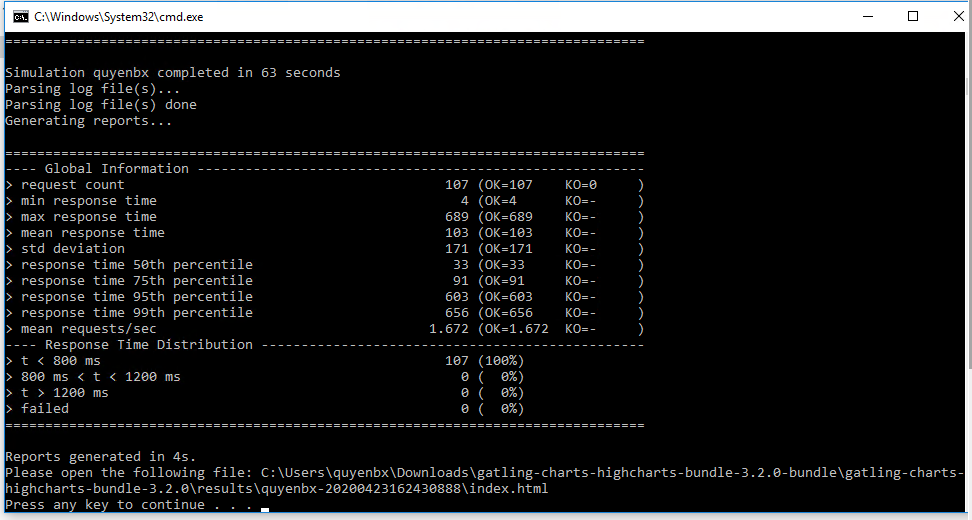 C:\Windows\System32\cmd.exe
================================================================================
Simulation quyenbx completed in 63 seconds
Parsing log file(s)...
Parsing log file(s) done
Generating reports...
================================================================================
---- Global Information --------------------------------------------------------
> request count                                        107 (OK=107    KO=0     )
> min response time                                      4 (OK=4      KO=-     )
> max response time                                    689 (OK=689    KO=-     )
> mean response time                                   103 (OK=103    KO=-     )
> std deviation                                        171 (OK=171    KO=-     )
> response time 50th percentile                         33 (OK=33     KO=-     )
> response time 75th percentile                         91 (OK=91     KO=-     )
> response time 95th percentile                        603 (OK=603    KO=-     )
> response time 99th percentile                        656 (OK=656    KO=-     )
> mean requests/sec                                  1.672 (OK=1.672  KO=-     )
---- Response Time Distribution ------------------------------------------------
> t < 800 ms                                           107 (100%)
> 800 ms < t < 1200 ms                                   0 (  0%)
> t > 1200 ms                                            0 (  0%)
> failed                                                 0 (  0%)
================================================================================
Reports generated in 4s.
Please open the following file: C:\Users\quyenbx\Downloads\gatling-charts-highcharts-bundle-3.2.0-bundle\gatling-charts-
highcharts-bundle-3.2.0\results\quyenbx-20200423162430888\index.html
Press any key to continue . . .